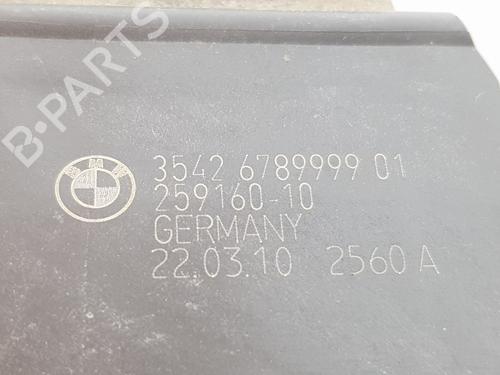 B-PARTS
BMW
3542 6789999 01
259160-10
GERMANY
22.03.10 2560 A